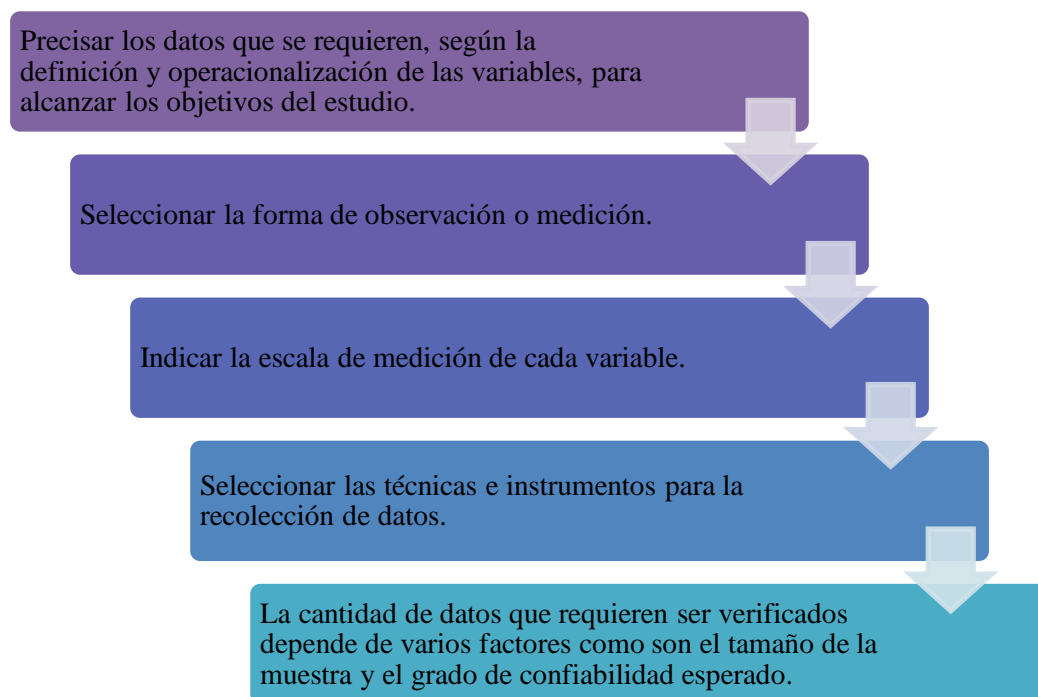 Precisar los datos que se requieren, según la
definición y operacionalización de las variables, para
alcanzar los objetivos del estudio.
Seleccionar la forma de observación o medición.
Indicar la escala de medición de cada variable.
Seleccionar las técnicas e instrumentos para la
recolección de datos.
La cantidad de datos que requieren ser verificados
depende de varios factores como son el tamaño de la
muestra y el grado de confiabilidad esperado.